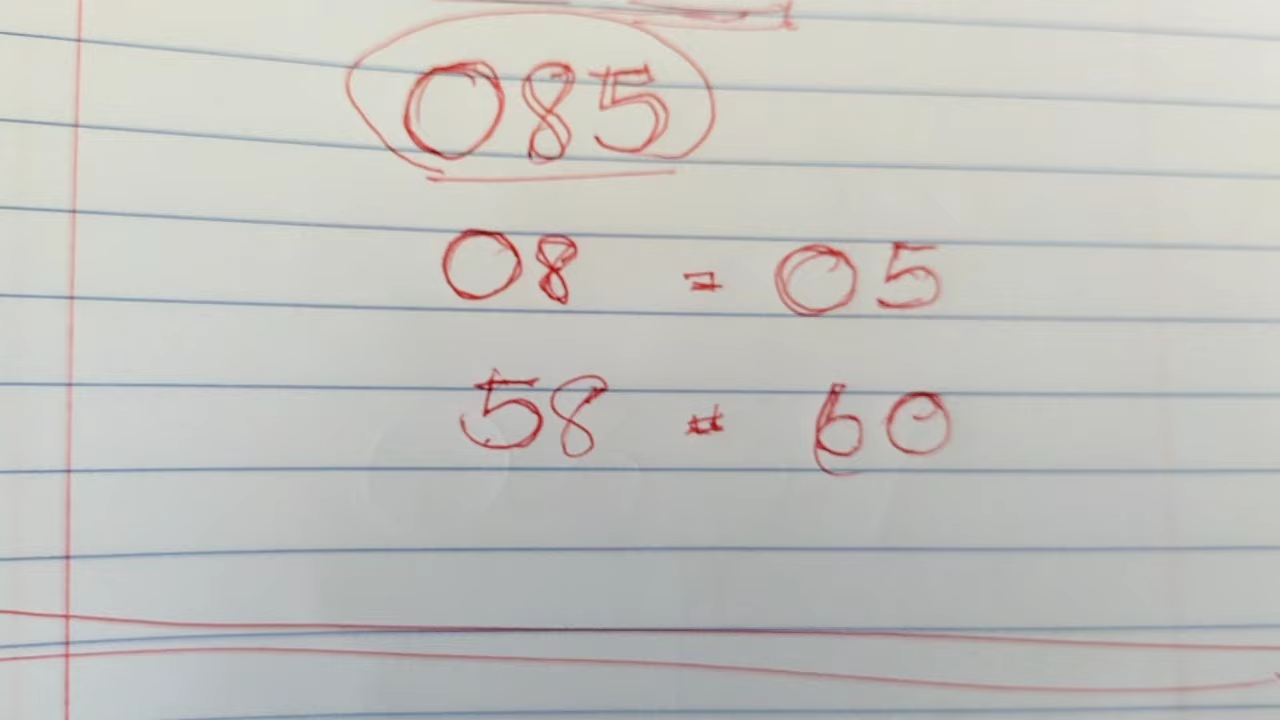 085
08 = 05
58 = 60